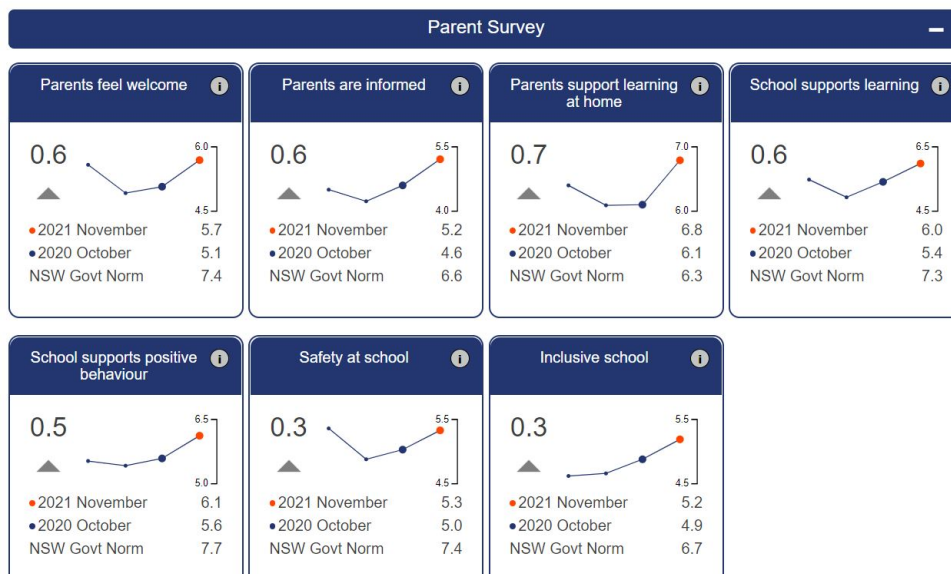 Parent Survey
Parents feel welcome i
0.6
6.0
4.5
2021 November 5.7
2020 October 5.1
NSW Govt Norm 7.4
Parents are informed i
0.6
5.5
4.0
2021 November 5.2
2020 October 4.6
NSW Govt Norm 6.6
Parents support learning i
at home
0.7
7.0
6.0
2021 November 6.8
2020 October 6.1
NSW Govt Norm 6.3
School supports learning i
0.6
6.5
4.5
2021 November 6.0
2020 October 5.4
NSW Govt Norm 7.3
School supports positive i
behaviour
0.5
6.5
5.0
2021 November 6.1
2020 October 5.6
NSW Govt Norm 7.7
Safety at school i
0.3
5.5
4.5
2021 November 5.3
2020 October 5.0
NSW Govt Norm 7.4
Inclusive school i
0.3
5.5
4.5
2021 November 5.2
2020 October 4.9
NSW Govt Norm 6.7